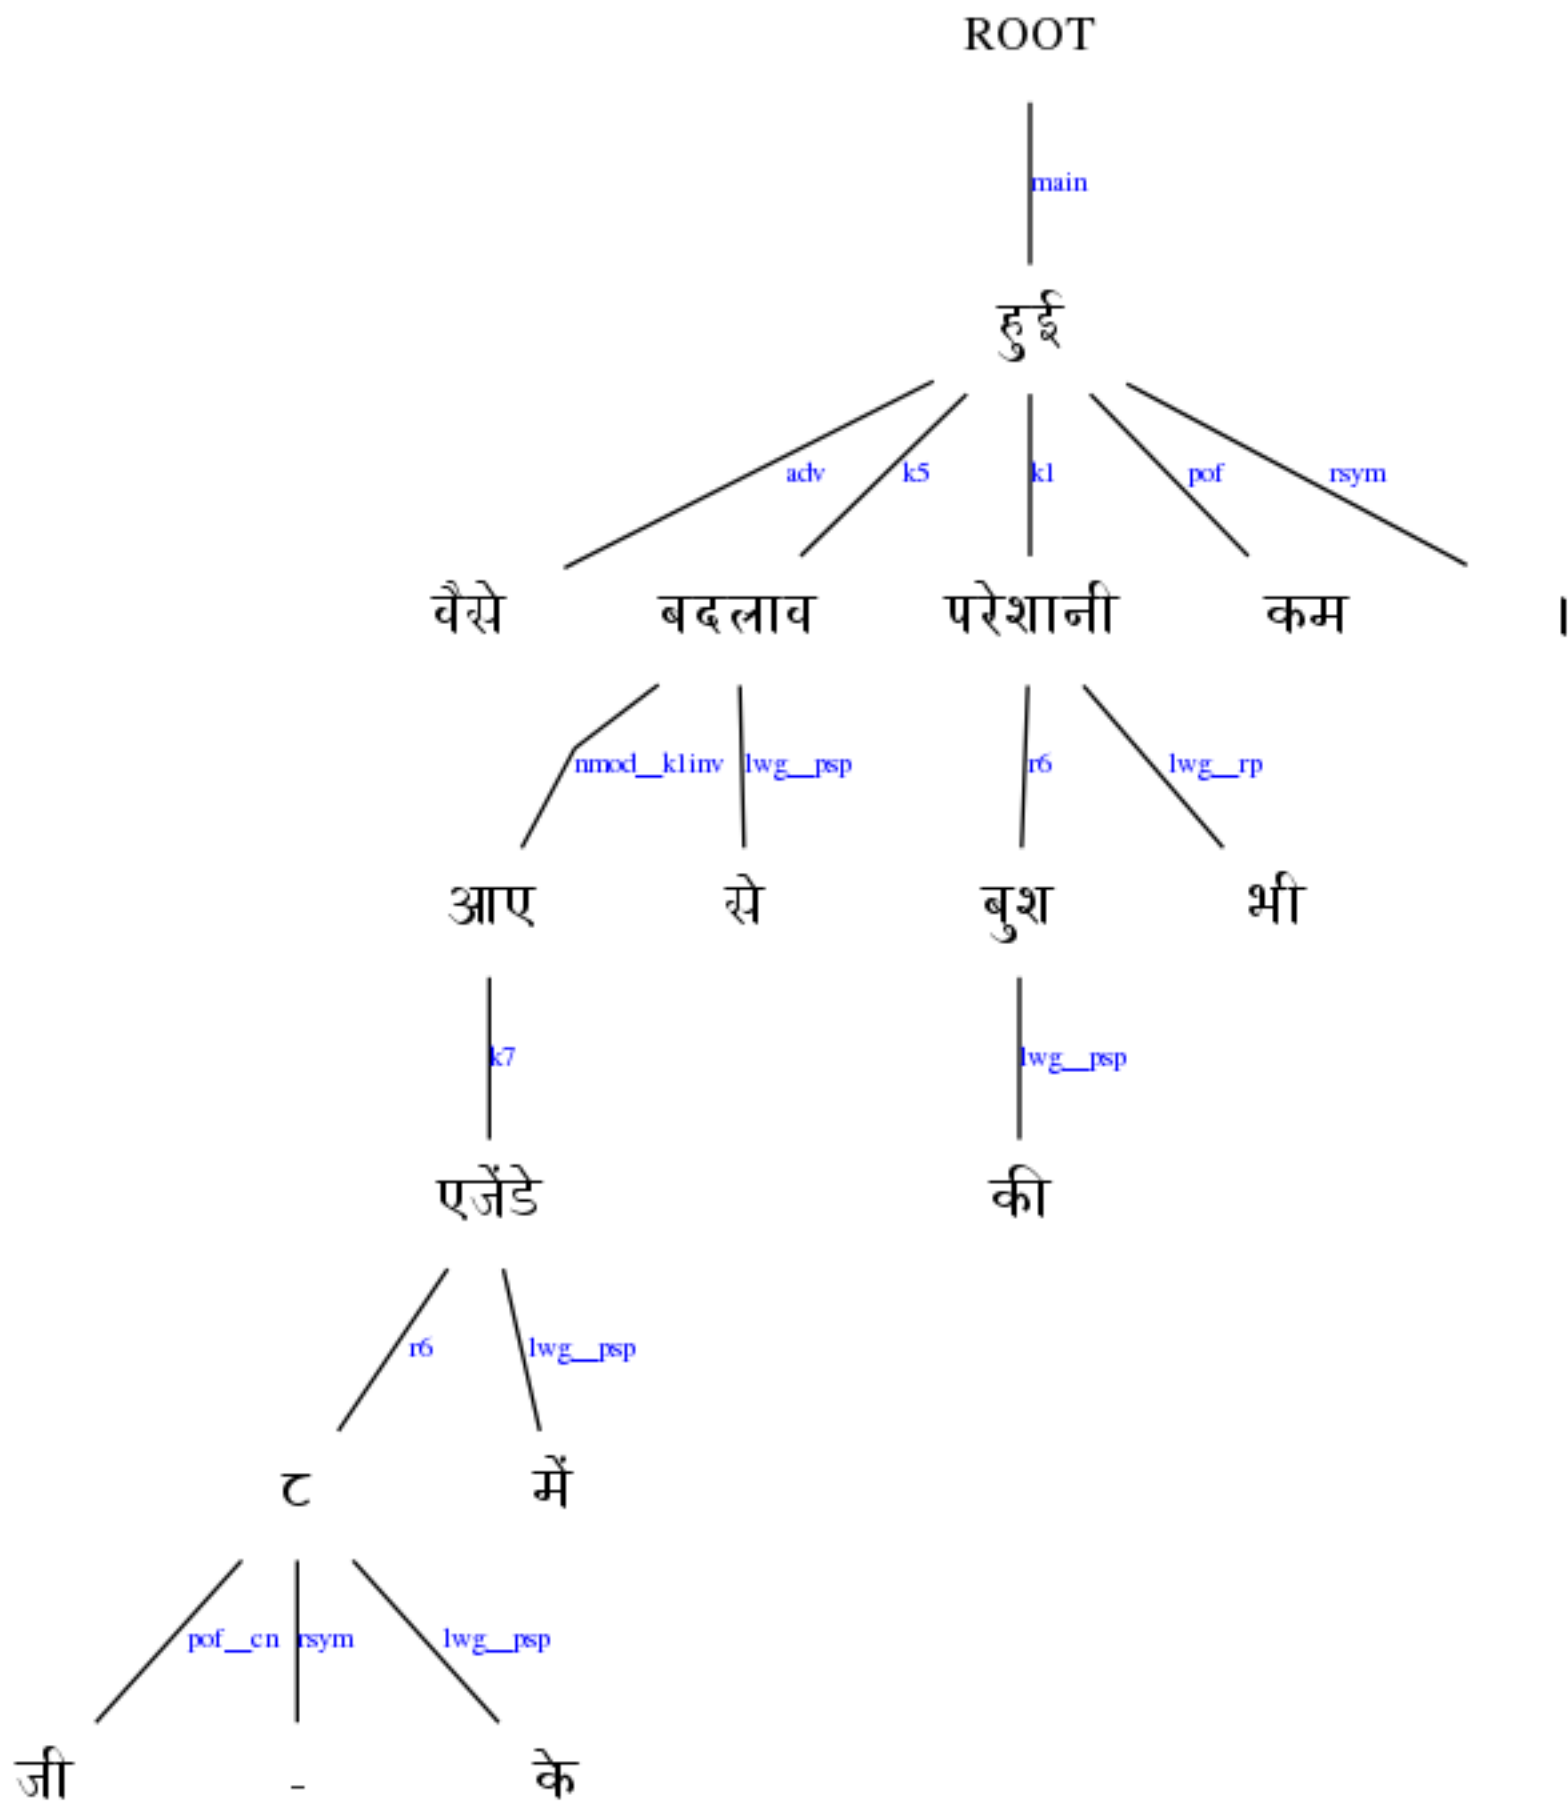 ROOT
main
हुई
adv k5 k1 pof rsym
वैसे बदलाव परेशानी कम ।
nmod__k1inv lwg__psp r6 lwg__rp
आए से बुश भी
k7 lwg__psp
एजेंडे की
r6 lwg__psp
ट में
pof__cn rsym lwg__psp
जी - के